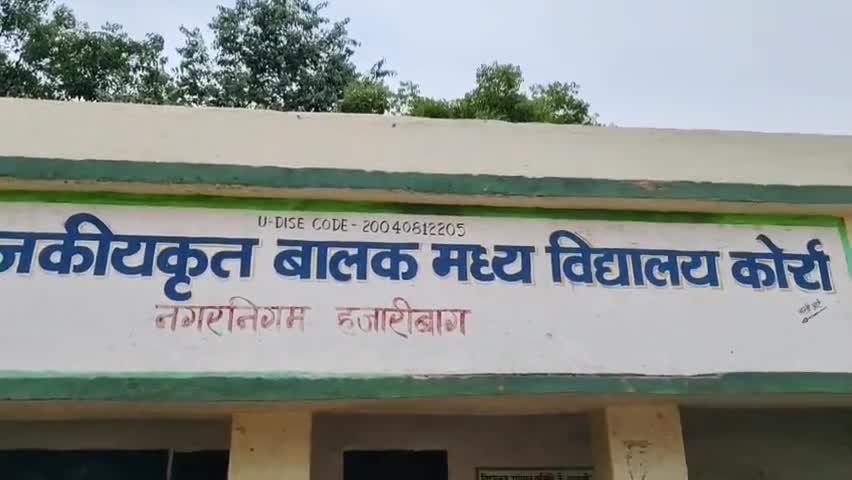 U-DISE CODE-20040812205
जकीयकृत बालक मध्य विद्यालय कोर्रा
नगरनिगम हजारीबाग